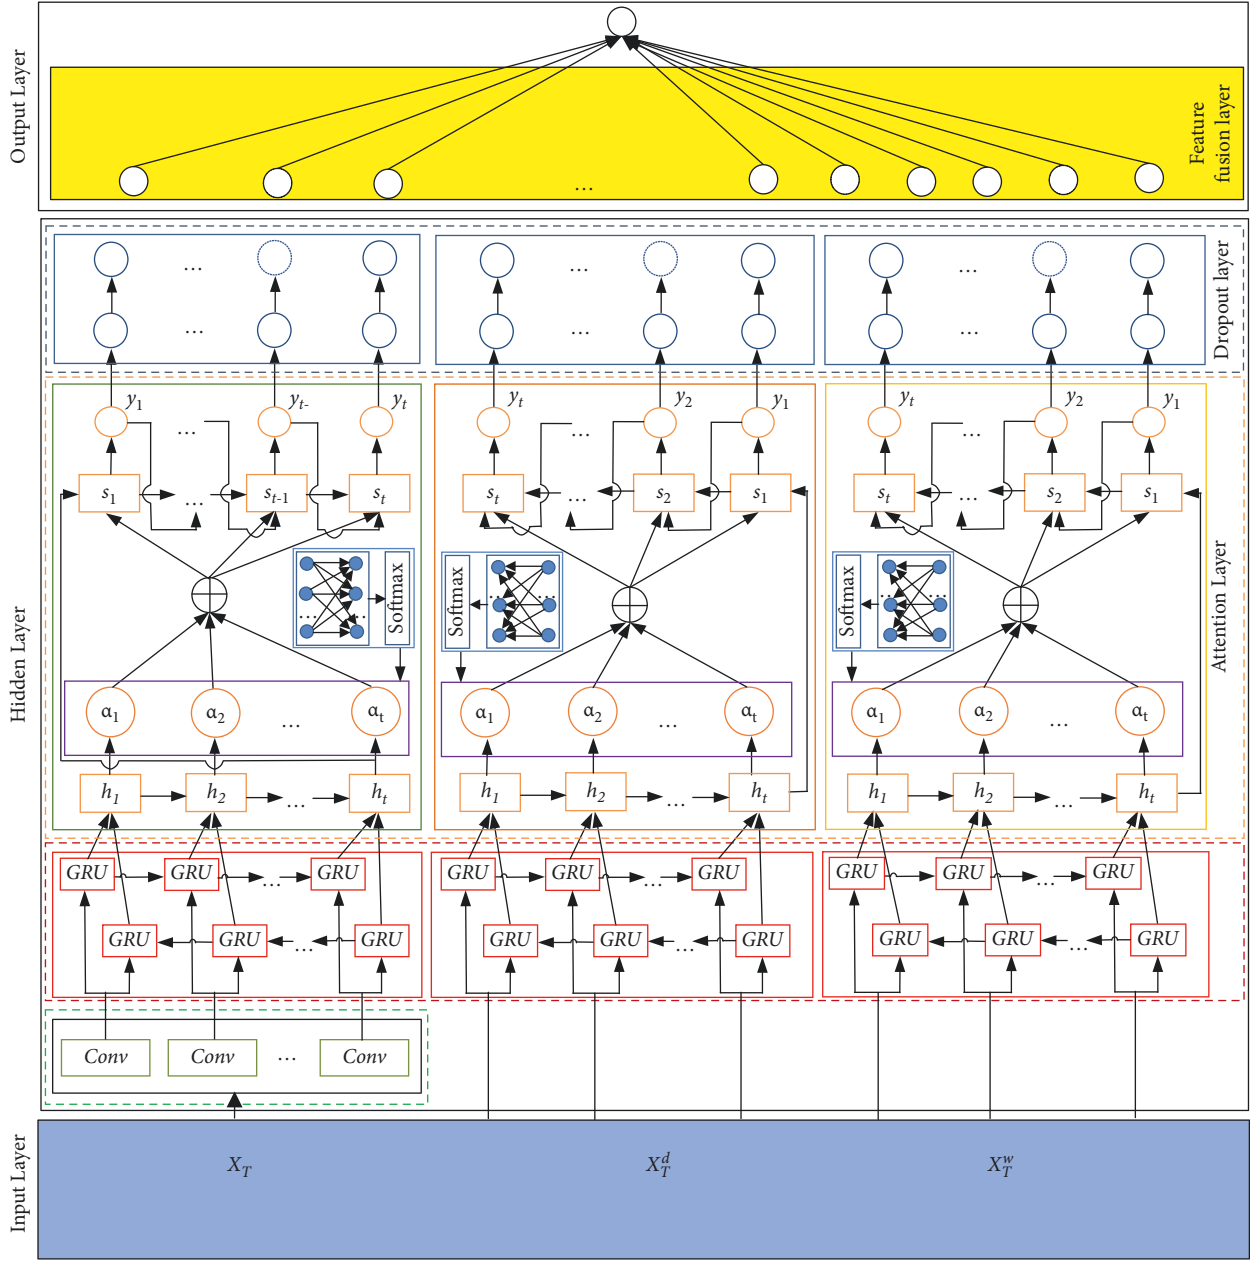 Output Layer
Feature
fusion layer
...
... ... ...
Dropout layer
... ... ...
y1 yt- yt yt y2 y1 yt y2 y1
... ... ...
s1 ... st-1 st st ... s2 s1 st ... s2 s1
Hidden Layer
Attention Layer
... Softmax Softmax ... Softmax ...
α1 α2 ... αt α1 α2 ... αt α1 α2 ... αt
h1 h2 ... ht h1 h2 ... ht h1 h2 ... ht
GRU GRU ... GRU GRU GRU ... GRU GRU GRU ... GRU
GRU GRU ... GRU GRU GRU ... GRU GRU GRU ... GRU
Conv Conv ... Conv
Input Layer
X_T X_T^d X_T^w